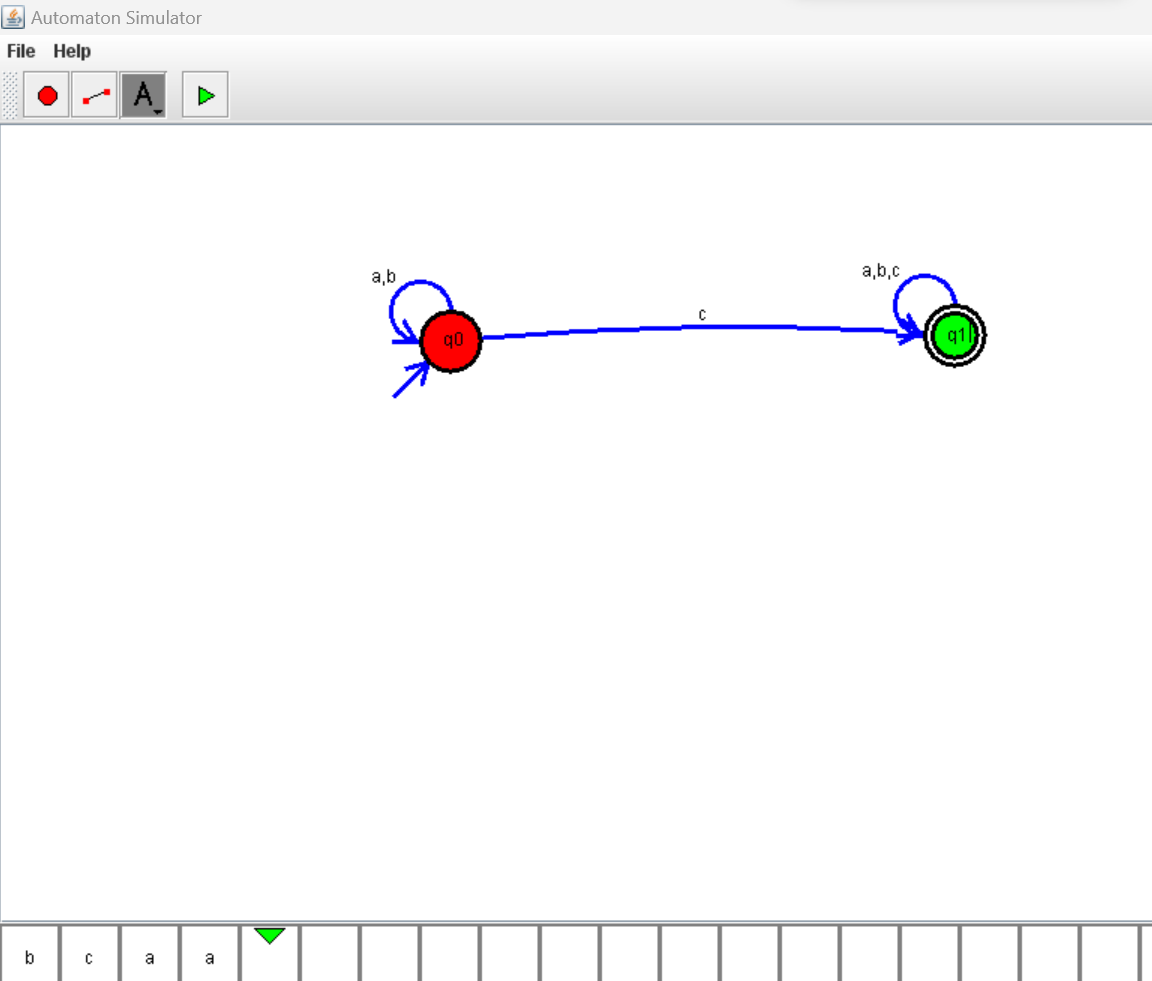 Automaton Simulator
File Help
A
a,b
a,b,c
c
q0
q1
b c a a